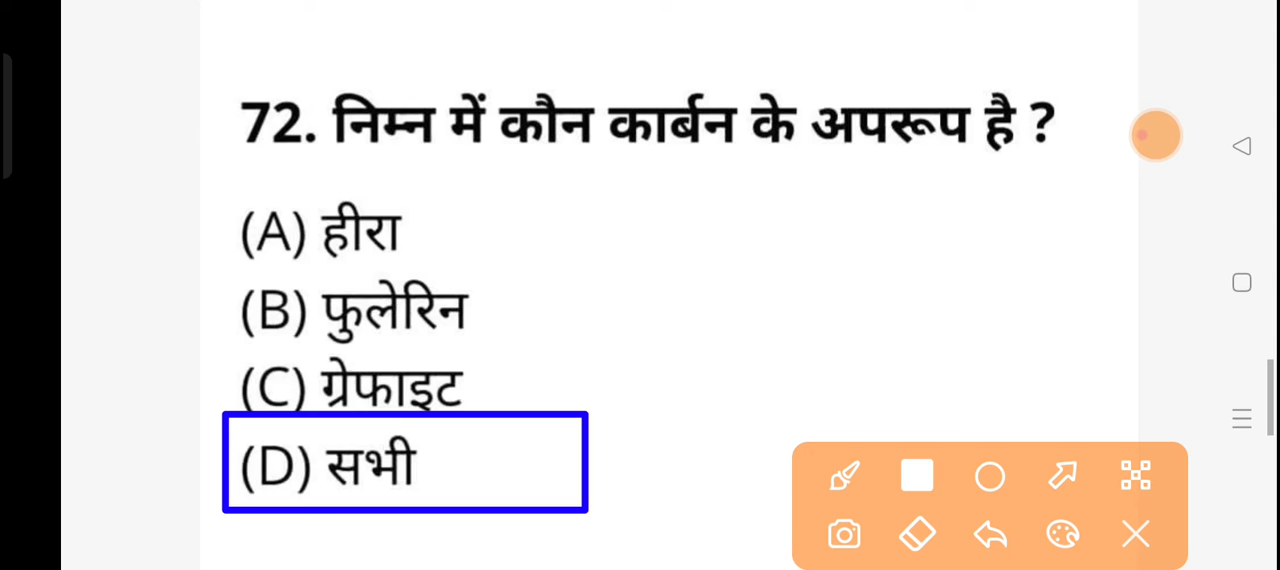 72. निम्न में कौन कार्बन के अपरूप है ?
(A) हीरा
(B) फुलेरिन
(C) ग्रेफाइट
(D) सभी